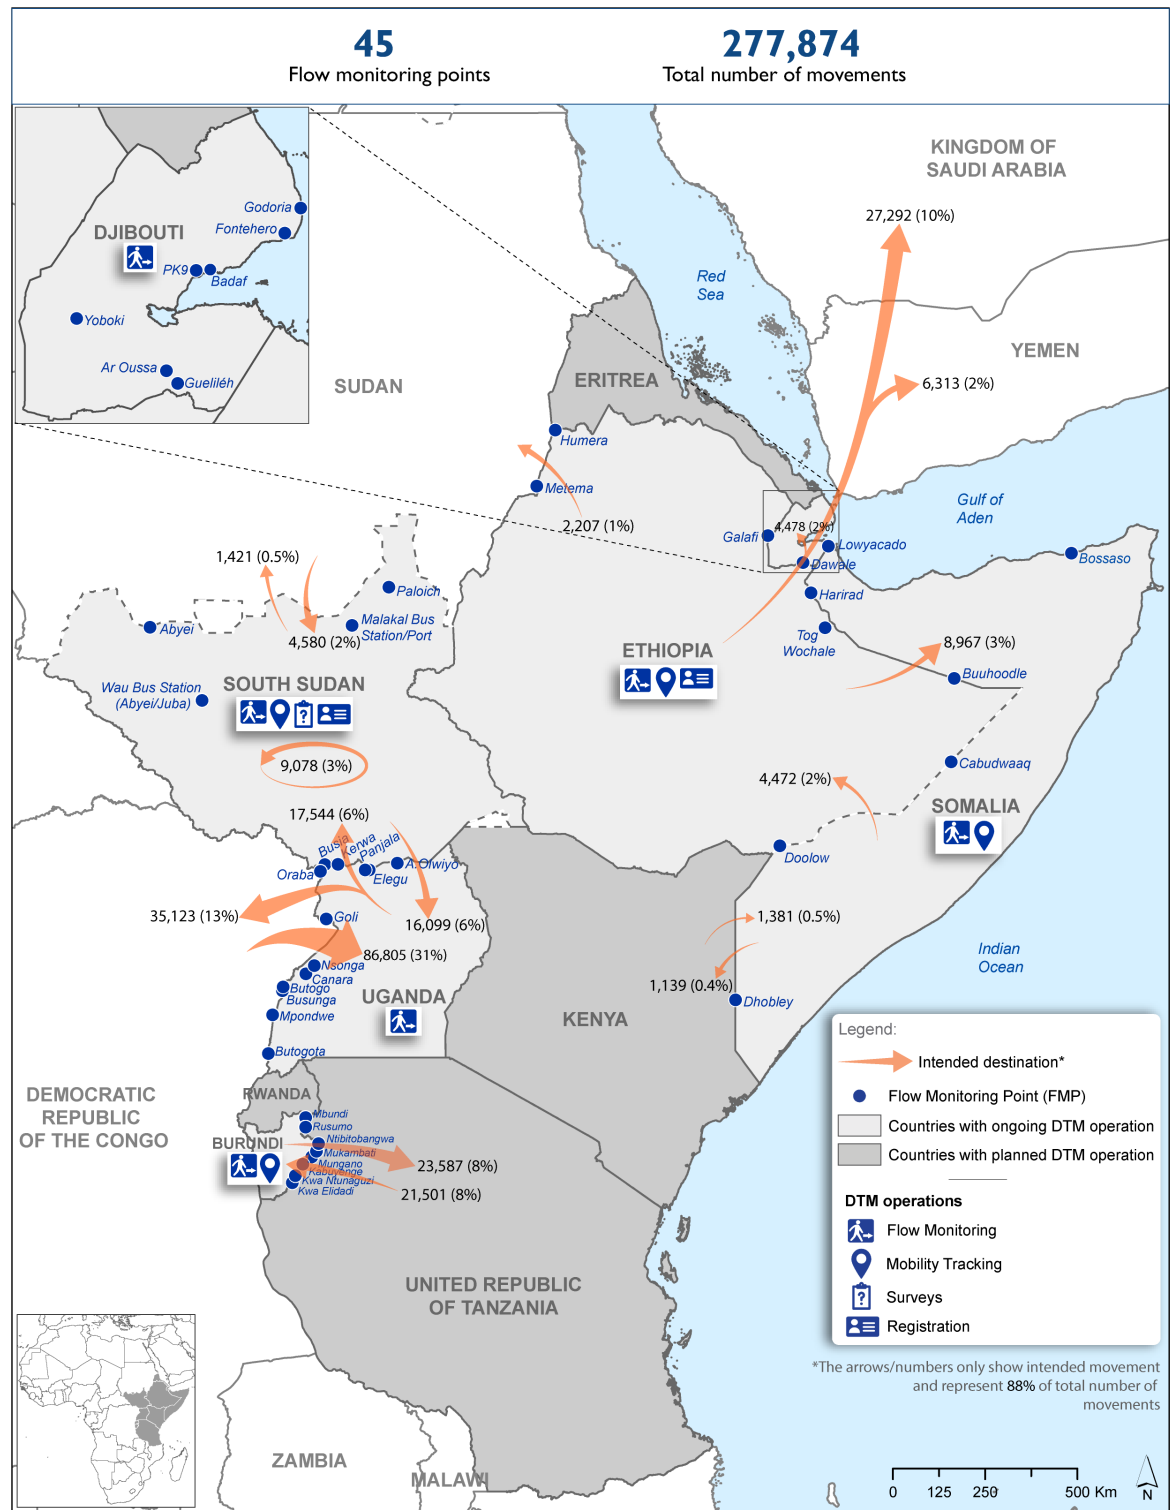 45
Flow monitoring points
277,874
Total number of movements
KINGDOM OF
SAUDI ARABIA
27,292 (10%)
Godoria
Fontehero
DJIBOUTI
PK9
Badaf
Yoboki
Ar Oussa
Gueliléh
Red
Sea
YEMEN
6,313 (2%)
SUDAN
ERITREA
Humera
Metema
2,207 (1%)
Gulf of
Aden
4,478 (2%)
Galafi
Lowyacado
Dawale
Bossaso
Harirad
Tog
Wochale
1,421 (0.5%)
Paloich
Abyei
Malakal Bus
Station/Port
4,580 (2%)
ETHIOPIA
8,967 (3%)
Buuhoodle
SOUTH SUDAN
Wau Bus Station
(Abyei/Juba)
9,078 (3%)
Cabudwaaq
4,472 (2%)
SOMALIA
17,544 (6%)
Busia
Kerwa
Panjala
A.Olwiyo
Oraba
Elegu
Doolow
35,123 (13%)
Goli
16,099 (6%)
1,381 (0.5%)
86,805 (31%)
Nsonga
Canara
Butogo
Busunga
UGANDA
Mpondwe
Butogota
1,139 (0.4%)
Dhobley
KENYA
Indian
Ocean
DEMOCRATIC
REPUBLIC
OF THE CONGO
RWANDA
Mbundi
Rusumo
BURUNDI
Ntibitobangwa
Mukambati
Mungano
Kabuyenge
Kwa Ntunaguzi
Kwa Elidadi
23,587 (8%)
21,501 (8%)
UNITED REPUBLIC
OF TANZANIA
ZAMBIA
MALAWI
Legend:
Intended destination*
Flow Monitoring Point (FMP)
Countries with ongoing DTM operation
Countries with planned DTM operation
DTM operations
Flow Monitoring
Mobility Tracking
Surveys
Registration
*The arrows/numbers only show intended movement
and represent 88% of total number of
movements
0 125 250 500 Km
N